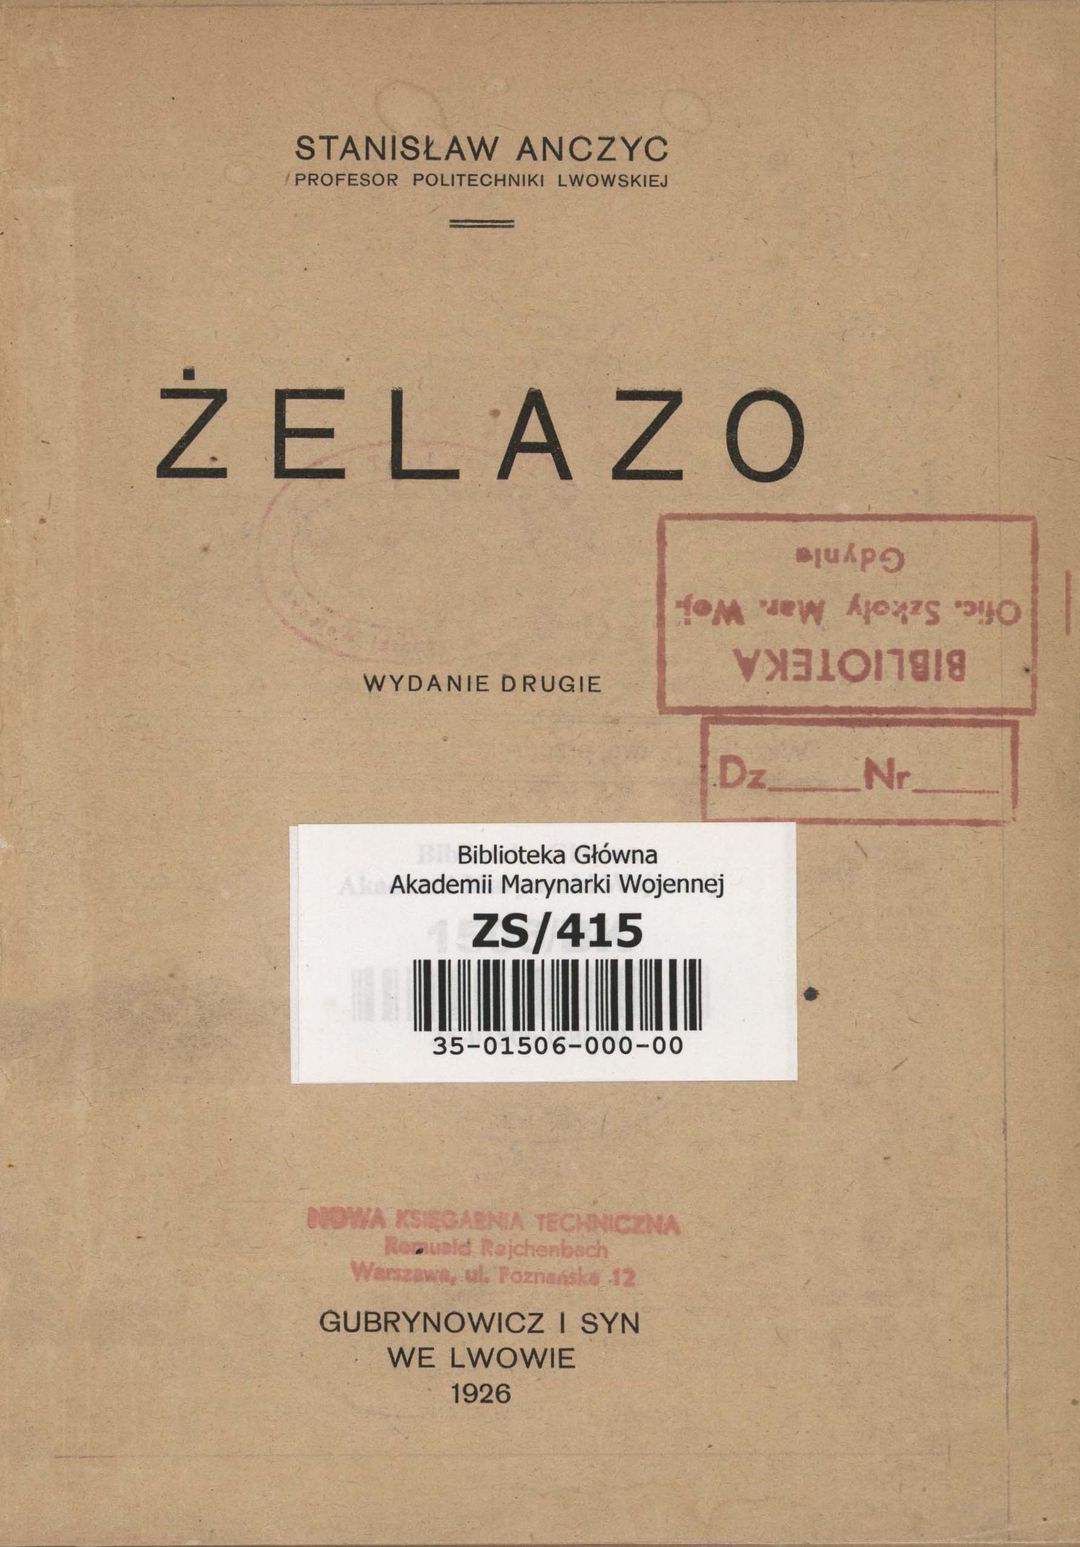 STANISŁAW ANCZYC
PROFESOR POLITECHNIKI LWOWSKIEJ
ŻELAZO
WYDANIE DRUGIE
BIBLIOTEKA
Ofic. Szkoły Mar. Woj.
Gdynia
Dz____Nr____
Biblioteka Główna
Akademii Marynarki Wojennej
ZS/415
35-01506-000-00
NOWA KSIĘGARNIA TECHNICZNA
Romuald Rajchenbach
Warszawa, ul. Poznańska 12
GUBRYNOWICZ I SYN
WE LWOWIE
1926